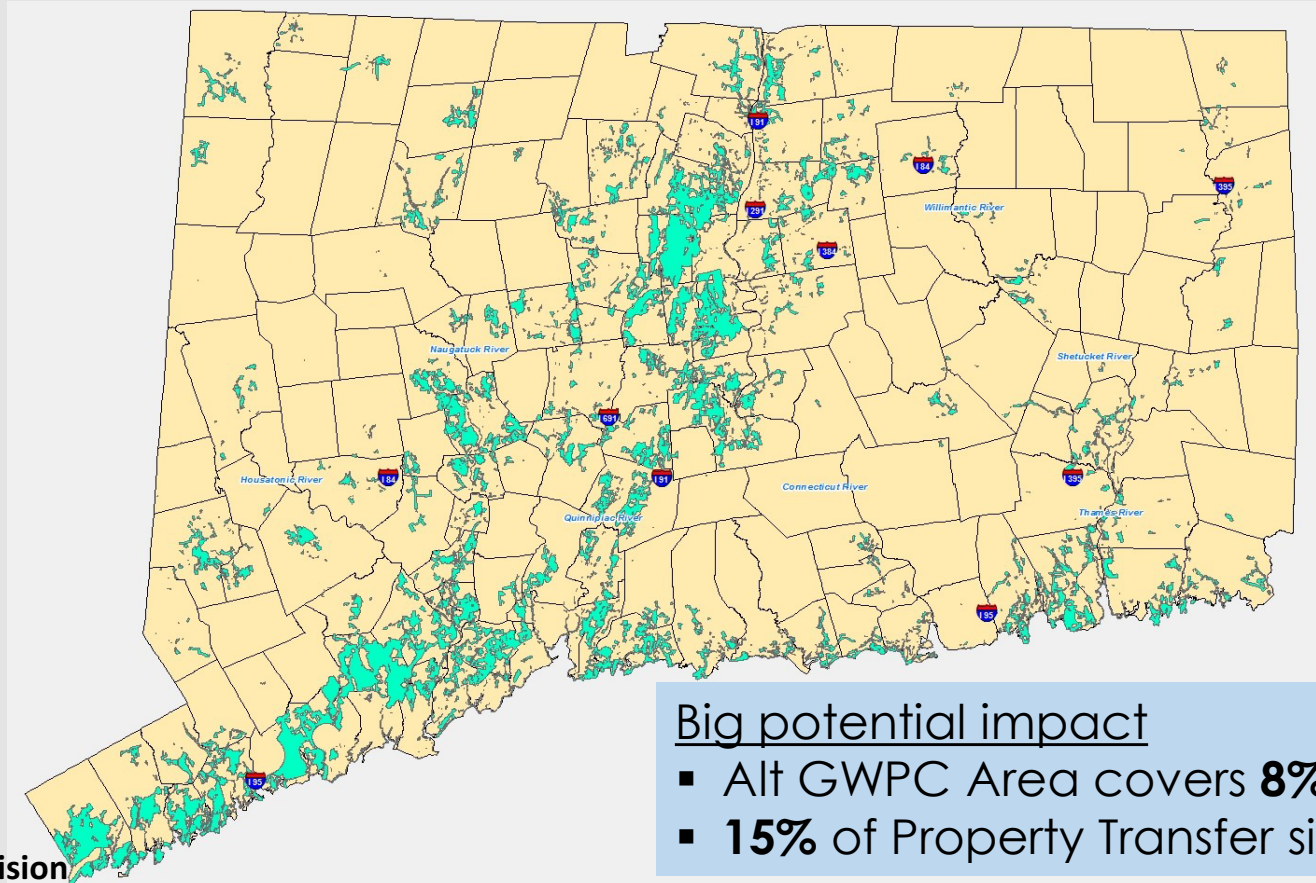 I 91
I 84
395
291
Willimantic River
I 384
Naugatuck River
Shetucket River
691
Housatonic River
I 84
I 91
395
Connecticut River
Quinnipiac River
Thames River
I 95
I 95
Big potential impact
▪ Alt GWPC Area covers 8%
▪ 15% of Property Transfer si
ision